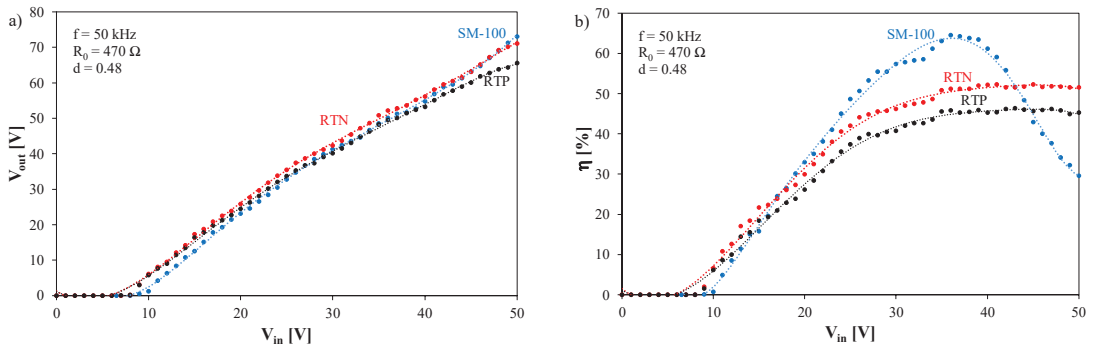 a)
f = 50 kHz
R₀ = 470 Ω
d = 0.48
SM-100
RTN
RTP
80
70
60
50
40
30
20
10
0
Vout [V]
0 10 20 30 40 50
Vin [V]
b)
f = 50 kHz
R₀ = 470 Ω
d = 0.48
SM-100
RTN
RTP
70
60
50
40
30
20
10
0
η [%]
0 10 20 30 40 50
Vin [V]